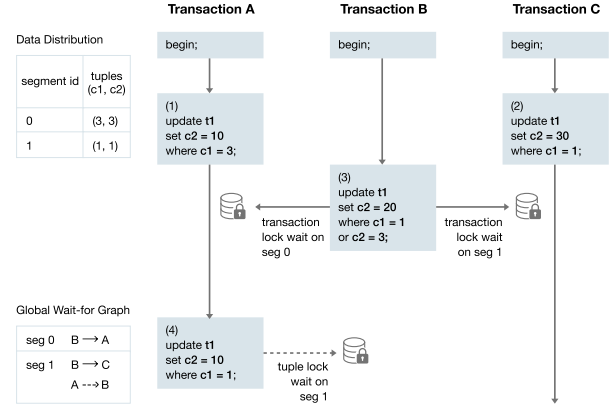 Transaction A
Transaction B
Transaction C
Data Distribution
segment id
tuples
(c1, c2)
0
(3, 3)
1
(1, 1)
begin;
begin;
begin;
(1)
update t1
set c2 = 10
where c1 = 3;
(2)
update t1
set c2 = 30
where c1 = 1;
(3)
update t1
set c2 = 20
where c1 = 1
or c2 = 3;
transaction
lock wait on
seg 0
transaction
lock wait
on seg 1
Global Wait-for Graph
seg 0 B → A
seg 1 B → C
A --→ B
(4)
update t1
set c2 = 10
where c1 = 1;
tuple lock
wait on
seg 1